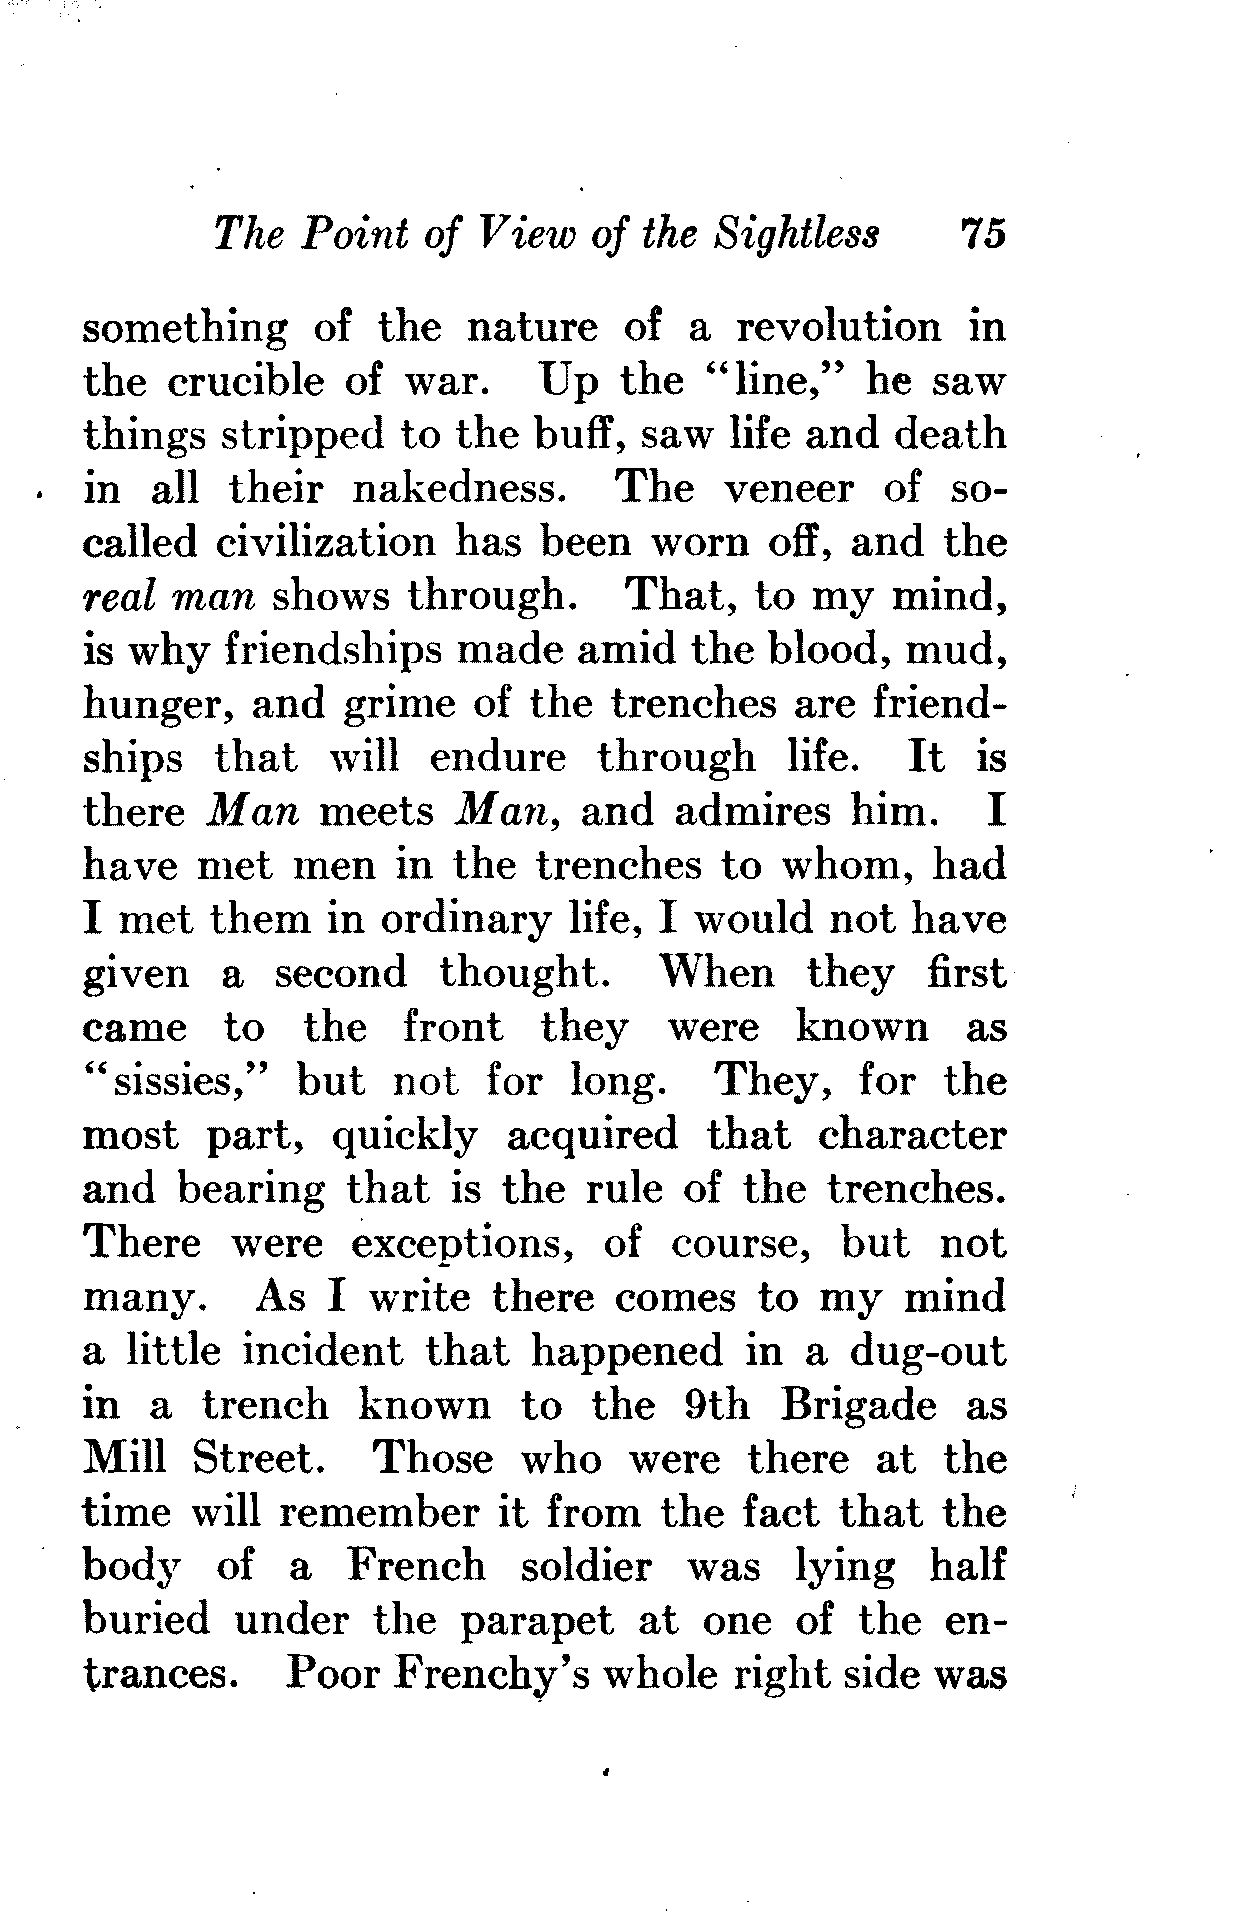 The Point of View of the Sightless 75
something of the nature of a revolution in
the crucible of war. Up the "line," he saw
things stripped to the buff, saw life and death
in all their nakedness. The veneer of so-
called civilization has been worn off, and the
real man shows through. That, to my mind,
is why friendships made amid the blood, mud,
hunger, and grime of the trenches are friend-
ships that will endure through life. It is
there Man meets Man, and admires him. I
have met men in the trenches to whom, had
I met them in ordinary life, I would not have
given a second thought. When they first
came to the front they were known as
"sissies," but not for long. They, for the
most part, quickly acquired that character
and bearing that is the rule of the trenches.
There were exceptions, of course, but not
many. As I write there comes to my mind
a little incident that happened in a dug-out
in a trench known to the 9th Brigade as
Mill Street. Those who were there at the
time will remember it from the fact that the
body of a French soldier was lying half
buried under the parapet at one of the en-
trances. Poor Frenchy's whole right side was